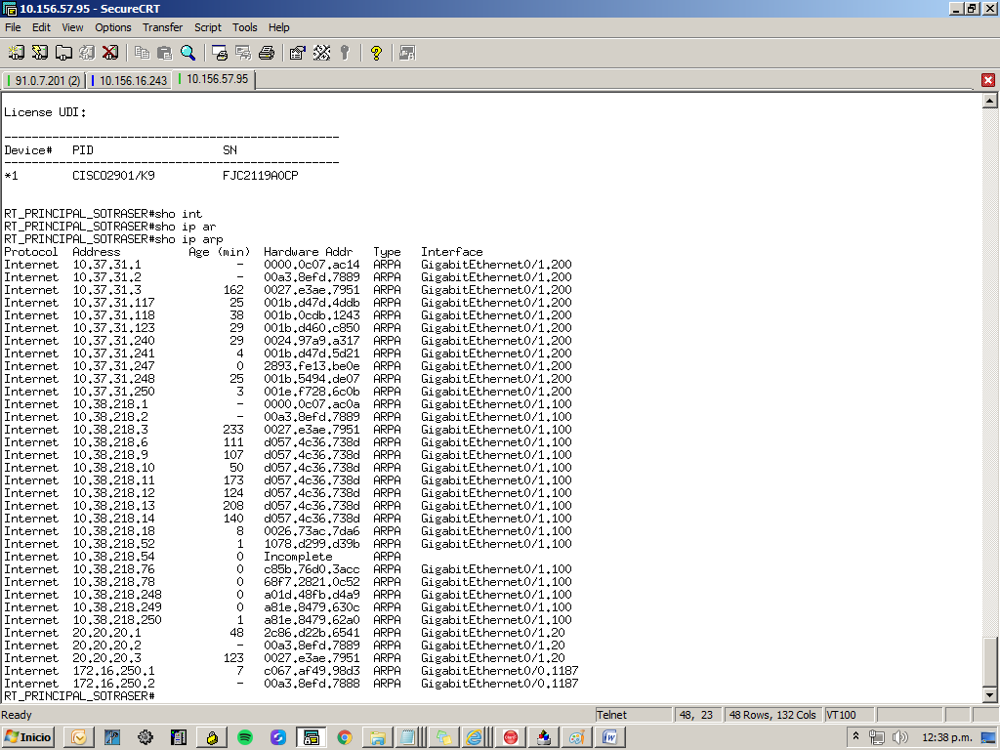 10.156.57.95 - SecureCRT
File Edit View Options Transfer Script Tools Help
91.0.7.201 (2) 10.156.16.243 10.156.57.95
License UDI:
-------------------------------------------------
Device# PID SN
-------------------------------------------------
*1 CISCO2901/K9 FJC2119A0CP
RT_PRINCIPAL_SOTRASER#sho int
RT_PRINCIPAL_SOTRASER#sho ip ar
RT_PRINCIPAL_SOTRASER#sho ip arp
Protocol Address Age (min) Hardware Addr Type Interface
Internet 10.37.31.1 - 0000.0c07.ac14 ARPA GigabitEthernet0/1.200
Internet 10.37.31.2 - 00a3.8efd.7889 ARPA GigabitEthernet0/1.200
Internet 10.37.31.3 162 0027.e3ae.7951 ARPA GigabitEthernet0/1.200
Internet 10.37.31.117 25 001b.d47d.4ddb ARPA GigabitEthernet0/1.200
Internet 10.37.31.118 38 001b.0cdb.1243 ARPA GigabitEthernet0/1.200
Internet 10.37.31.123 29 001b.d460.c850 ARPA GigabitEthernet0/1.200
Internet 10.37.31.240 29 0024.97a9.a317 ARPA GigabitEthernet0/1.200
Internet 10.37.31.241 4 001b.d47d.5d21 ARPA GigabitEthernet0/1.200
Internet 10.37.31.247 0 2893.fe13.be0e ARPA GigabitEthernet0/1.200
Internet 10.37.31.248 25 001b.5494.de07 ARPA GigabitEthernet0/1.200
Internet 10.37.31.250 3 001e.f728.6c0b ARPA GigabitEthernet0/1.200
Internet 10.38.218.1 - 0000.0c07.ac0a ARPA GigabitEthernet0/1.100
Internet 10.38.218.2 - 00a3.8efd.7889 ARPA GigabitEthernet0/1.100
Internet 10.38.218.3 233 0027.e3ae.7951 ARPA GigabitEthernet0/1.100
Internet 10.38.218.6 111 d057.4c36.738d ARPA GigabitEthernet0/1.100
Internet 10.38.218.9 107 d057.4c36.738d ARPA GigabitEthernet0/1.100
Internet 10.38.218.10 50 d057.4c36.738d ARPA GigabitEthernet0/1.100
Internet 10.38.218.11 173 d057.4c36.738d ARPA GigabitEthernet0/1.100
Internet 10.38.218.12 124 d057.4c36.738d ARPA GigabitEthernet0/1.100
Internet 10.38.218.13 208 d057.4c36.738d ARPA GigabitEthernet0/1.100
Internet 10.38.218.14 140 d057.4c36.738d ARPA GigabitEthernet0/1.100
Internet 10.38.218.18 8 0026.73ac.7da6 ARPA GigabitEthernet0/1.100
Internet 10.38.218.52 1 1078.d299.d39b ARPA GigabitEthernet0/1.100
Internet 10.38.218.54 0 Incomplete ARPA
Internet 10.38.218.76 0 c85b.76d0.3acc ARPA GigabitEthernet0/1.100
Internet 10.38.218.78 0 68f7.2821.0c52 ARPA GigabitEthernet0/1.100
Internet 10.38.218.248 0 a01d.48fb.d4a9 ARPA GigabitEthernet0/1.100
Internet 10.38.218.249 0 a81e.8479.630c ARPA GigabitEthernet0/1.100
Internet 10.38.218.250 1 a81e.8479.62a0 ARPA GigabitEthernet0/1.100
Internet 20.20.20.1 48 2c86.d22b.6541 ARPA GigabitEthernet0/1.20
Internet 20.20.20.2 - 00a3.8efd.7889 ARPA GigabitEthernet0/1.20
Internet 20.20.20.3 123 0027.e3ae.7951 ARPA GigabitEthernet0/1.20
Internet 172.16.250.1 7 c067.af49.98d3 ARPA GigabitEthernet0/0.1187
Internet 172.16.250.2 - 00a3.8efd.7888 ARPA GigabitEthernet0/0.1187
RT_PRINCIPAL_SOTRASER#
Ready Telnet 48, 23 48 Rows, 132 Cols VT100
Inicio 12:38 p.m.